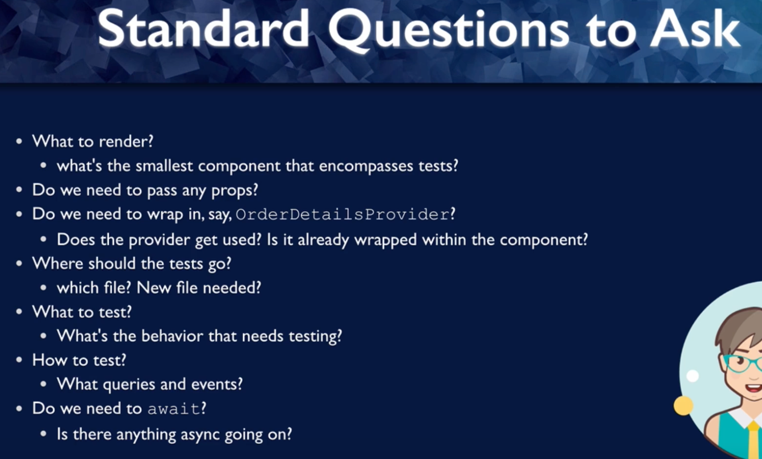 Standard Questions to Ask
• What to render?
• what's the smallest component that encompasses tests?
• Do we need to pass any props?
• Do we need to wrap in, say, OrderDetailsProvider?
• Does the provider get used? Is it already wrapped within the component?
• Where should the tests go?
• which file? New file needed?
• What to test?
• What's the behavior that needs testing?
• How to test?
• What queries and events?
• Do we need to await?
• Is there anything async going on?